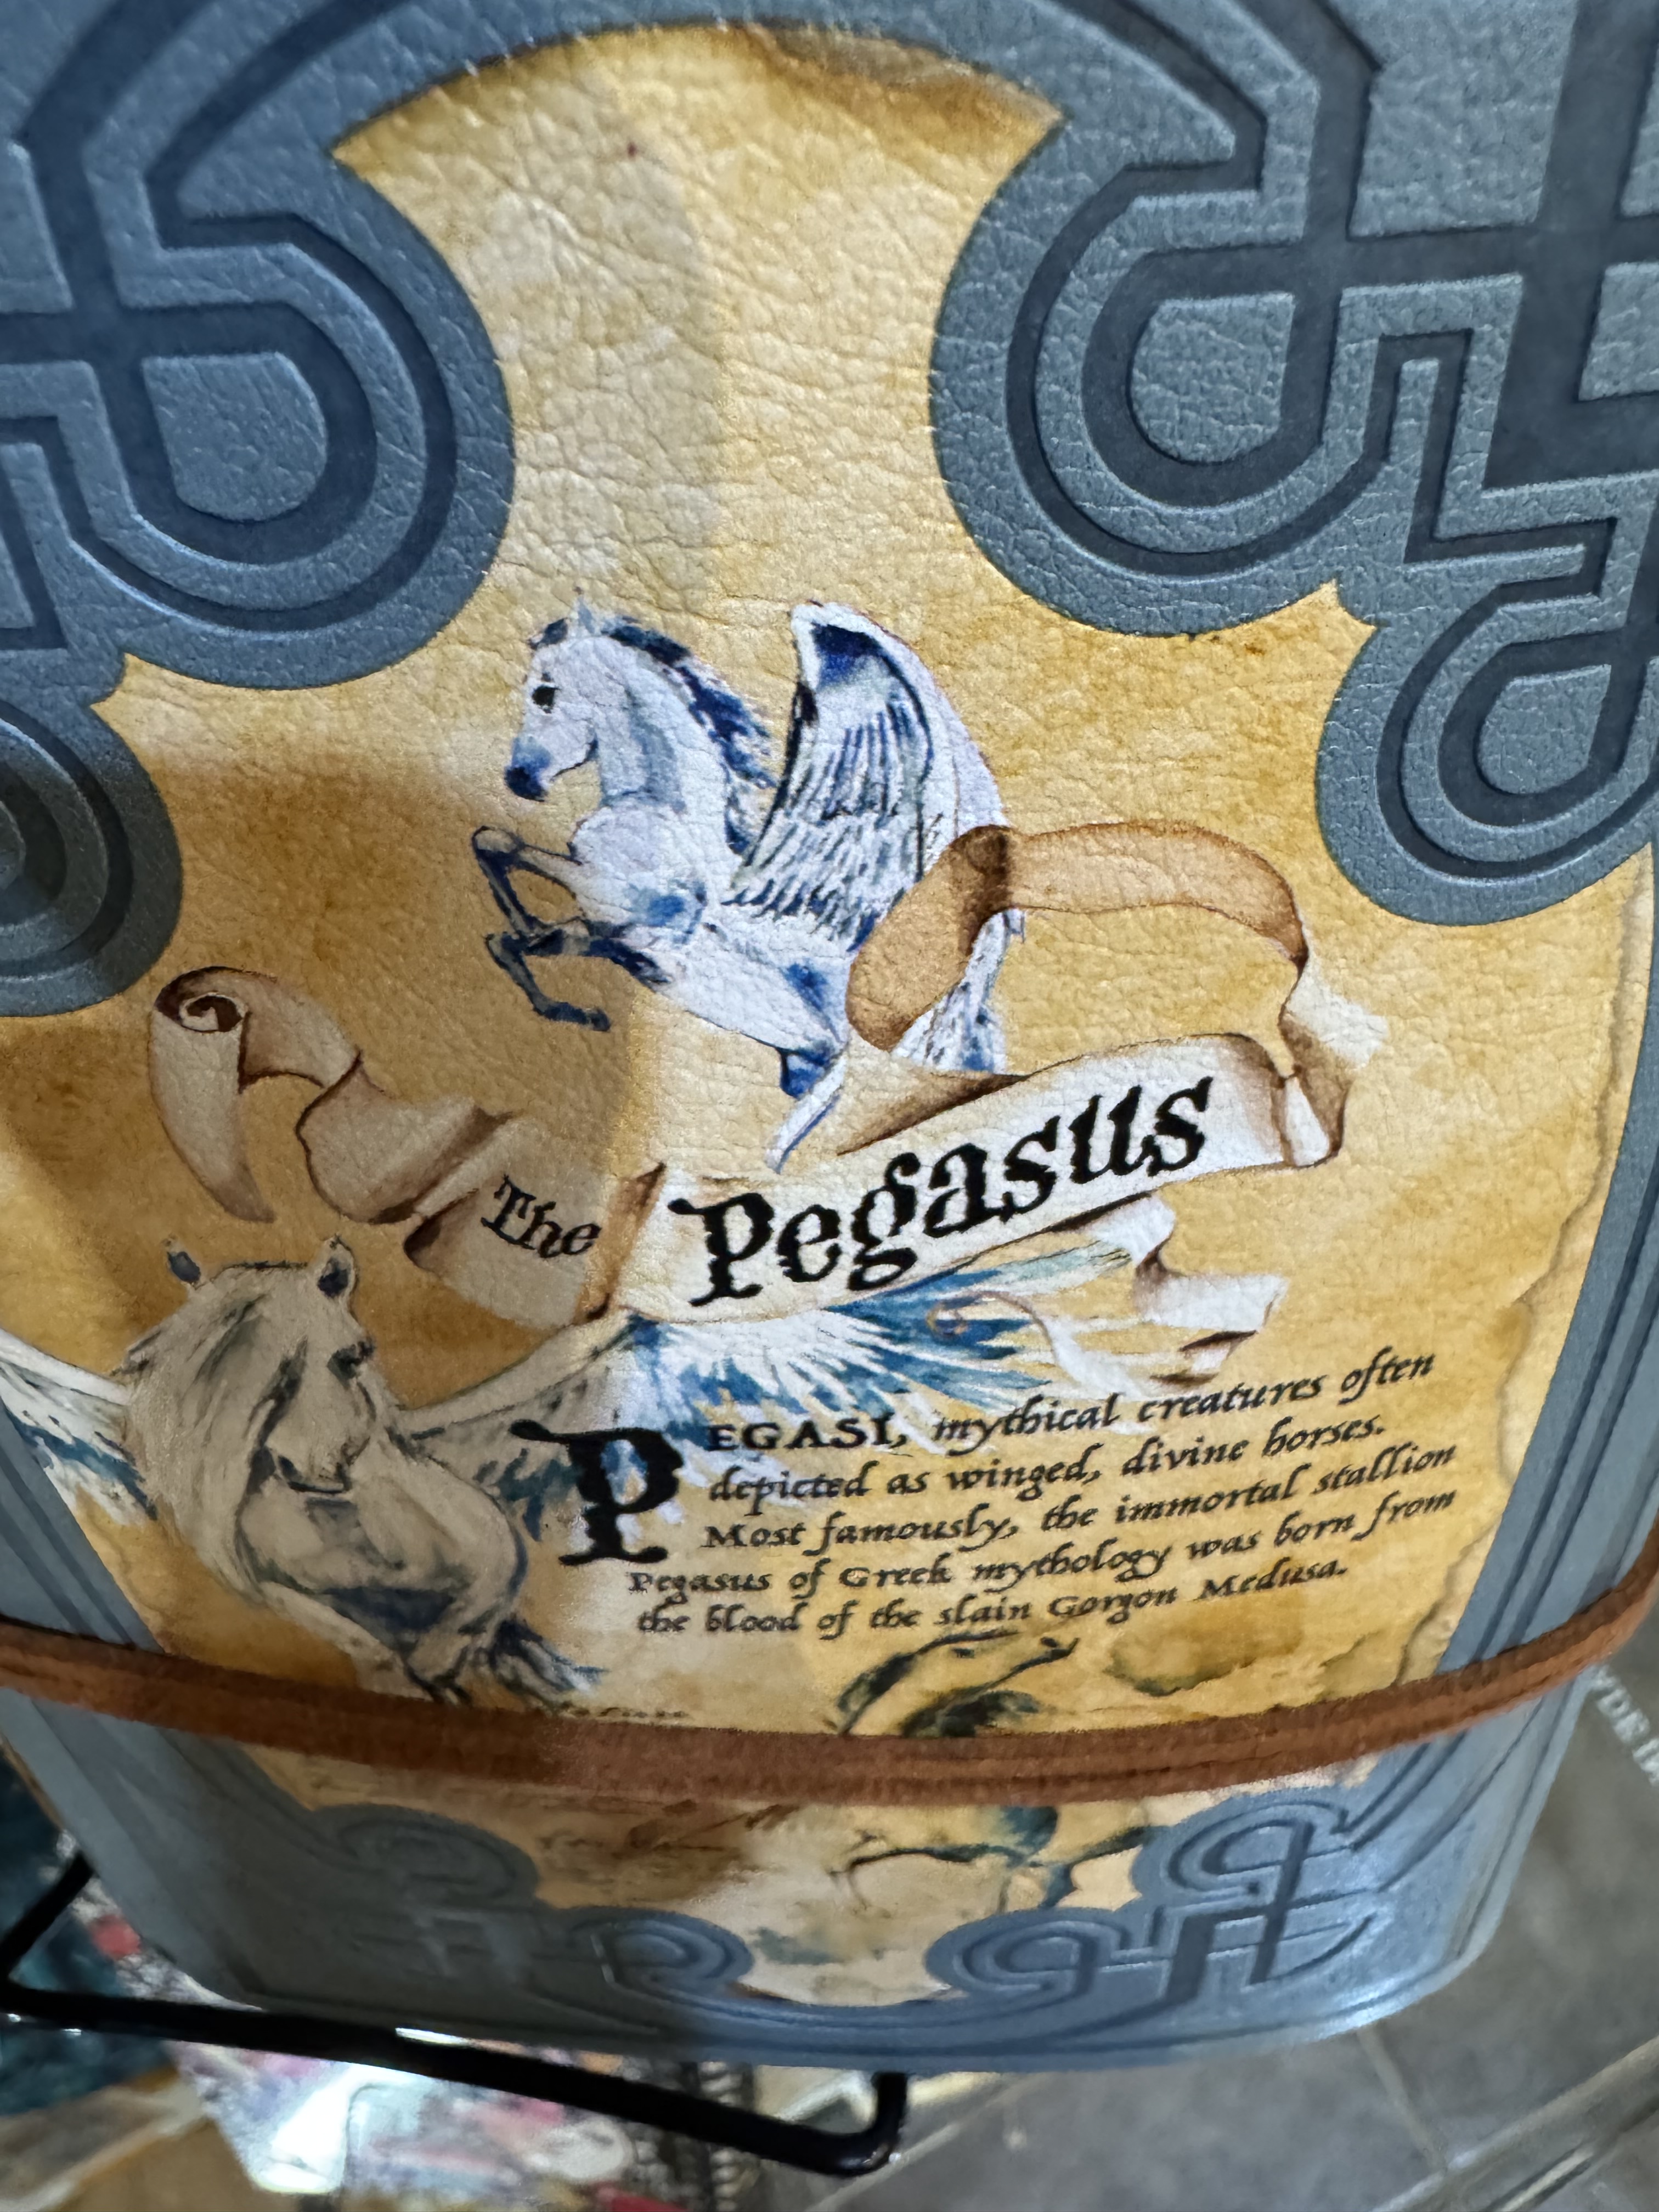 The Pegasus
PEGASI, mythical creatures often
depicted as winged, divine horses.
Most famously, the immortal stallion
Pegasus of Greek mythology was born from
the blood of the slain Gorgon Medusa.